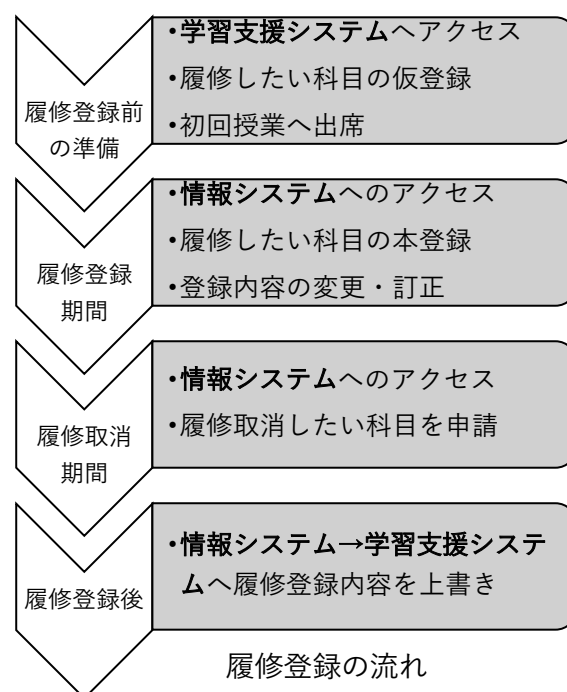 履修登録前
の準備
•学習支援システムへアクセス
•履修したい科目の仮登録
•初回授業へ出席
履修登録
期間
•情報システムへのアクセス
•履修したい科目の本登録
•登録内容の変更・訂正
履修取消
期間
•情報システムへのアクセス
•履修取消したい科目を申請
履修登録後
•情報システム→学習支援システ
ムへ履修登録内容を上書き
履修登録の流れ